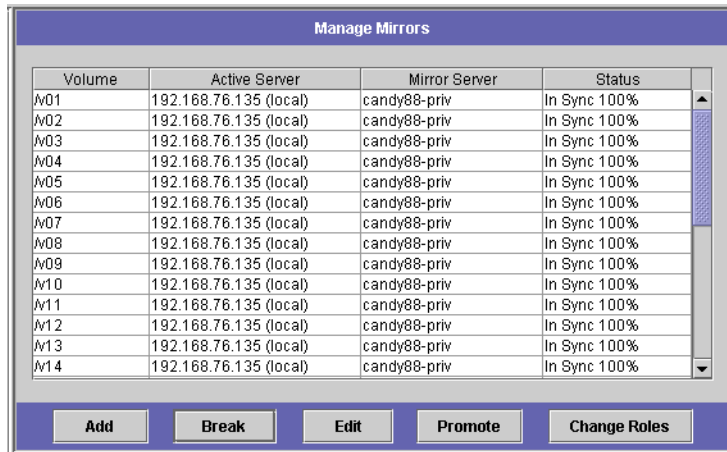 Manage Mirrors
Volume Active Server Mirror Server Status
/v01 192.168.76.135 (local) candy88-priv In Sync 100%
/v02 192.168.76.135 (local) candy88-priv In Sync 100%
/v03 192.168.76.135 (local) candy88-priv In Sync 100%
/v04 192.168.76.135 (local) candy88-priv In Sync 100%
/v05 192.168.76.135 (local) candy88-priv In Sync 100%
/v06 192.168.76.135 (local) candy88-priv In Sync 100%
/v07 192.168.76.135 (local) candy88-priv In Sync 100%
/v08 192.168.76.135 (local) candy88-priv In Sync 100%
/v09 192.168.76.135 (local) candy88-priv In Sync 100%
/v10 192.168.76.135 (local) candy88-priv In Sync 100%
/v11 192.168.76.135 (local) candy88-priv In Sync 100%
/v12 192.168.76.135 (local) candy88-priv In Sync 100%
/v13 192.168.76.135 (local) candy88-priv In Sync 100%
/v14 192.168.76.135 (local) candy88-priv In Sync 100%
Add Break Edit Promote Change Roles